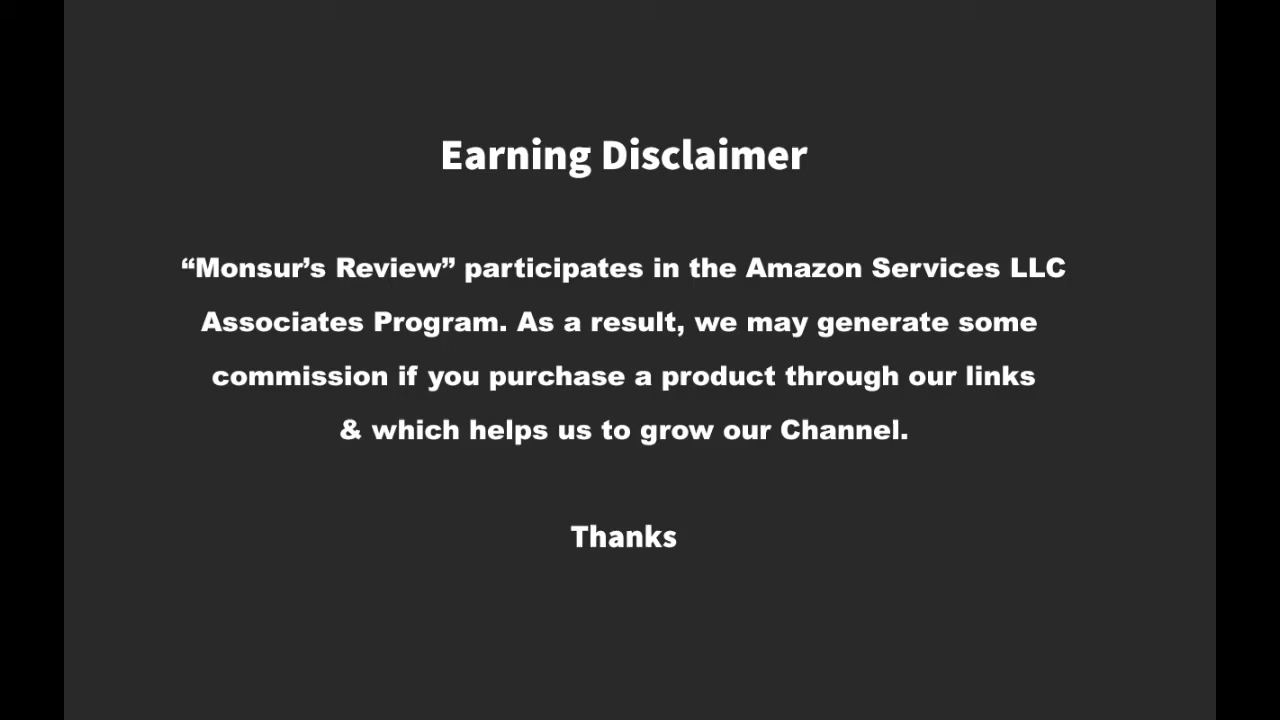 Earning Disclaimer
“Monsur’s Review” participates in the Amazon Services LLC
Associates Program. As a result, we may generate some
commission if you purchase a product through our links
& which helps us to grow our Channel.
Thanks